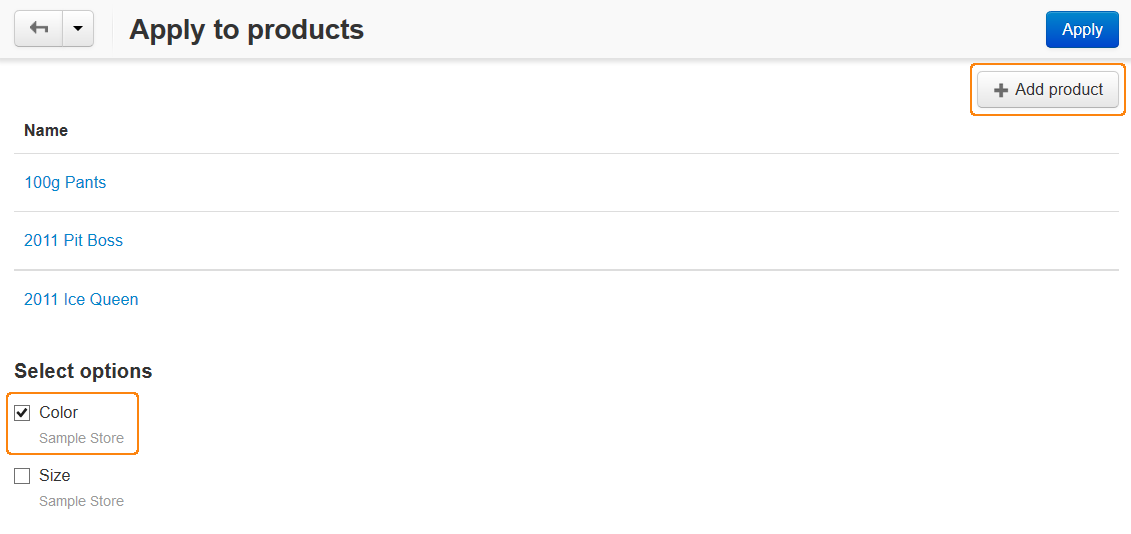 Apply to products
Apply
Add product
Name
100g Pants
2011 Pit Boss
2011 Ice Queen
Select options
Color
Sample Store
Size
Sample Store